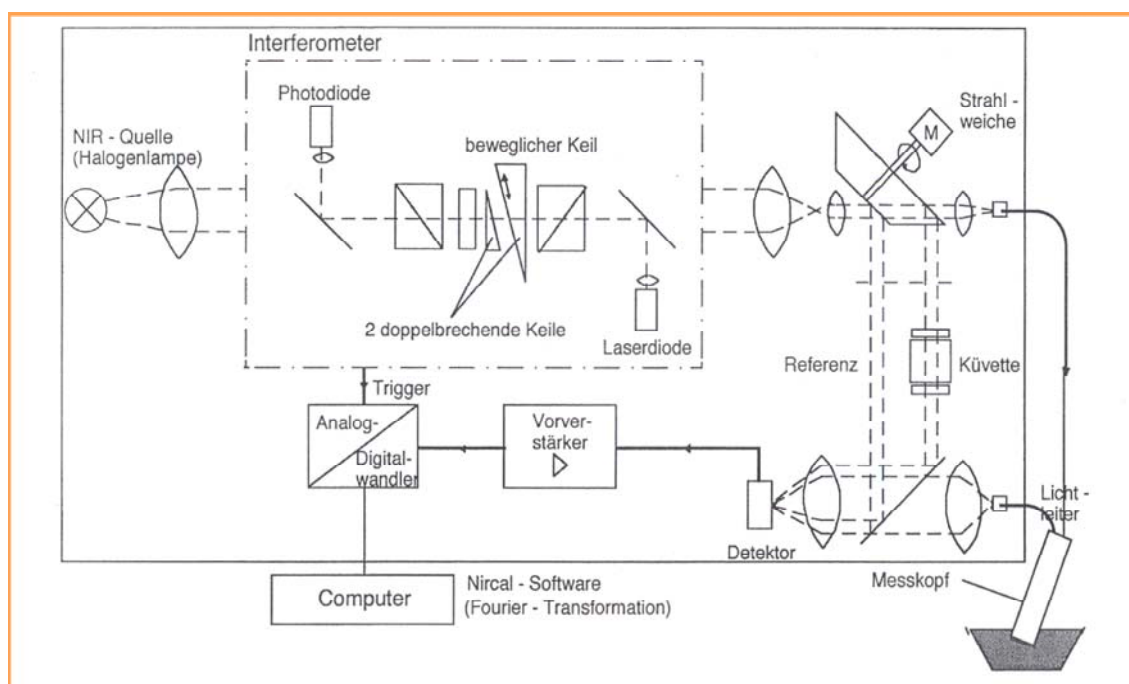 Interferometer
Photodiode
NIR - Quelle
(Halogenlampe)
beweglicher Keil
Strahl -
weiche
M
2 doppelbrechende Keile
Laserdiode
Referenz
Küvette
Trigger
Analog-
Digital-
wandler
Vorver-
stärker
Detektor
Licht -
leiter
Messkopf
Computer
Nircal - Software
(Fourier - Transformation)